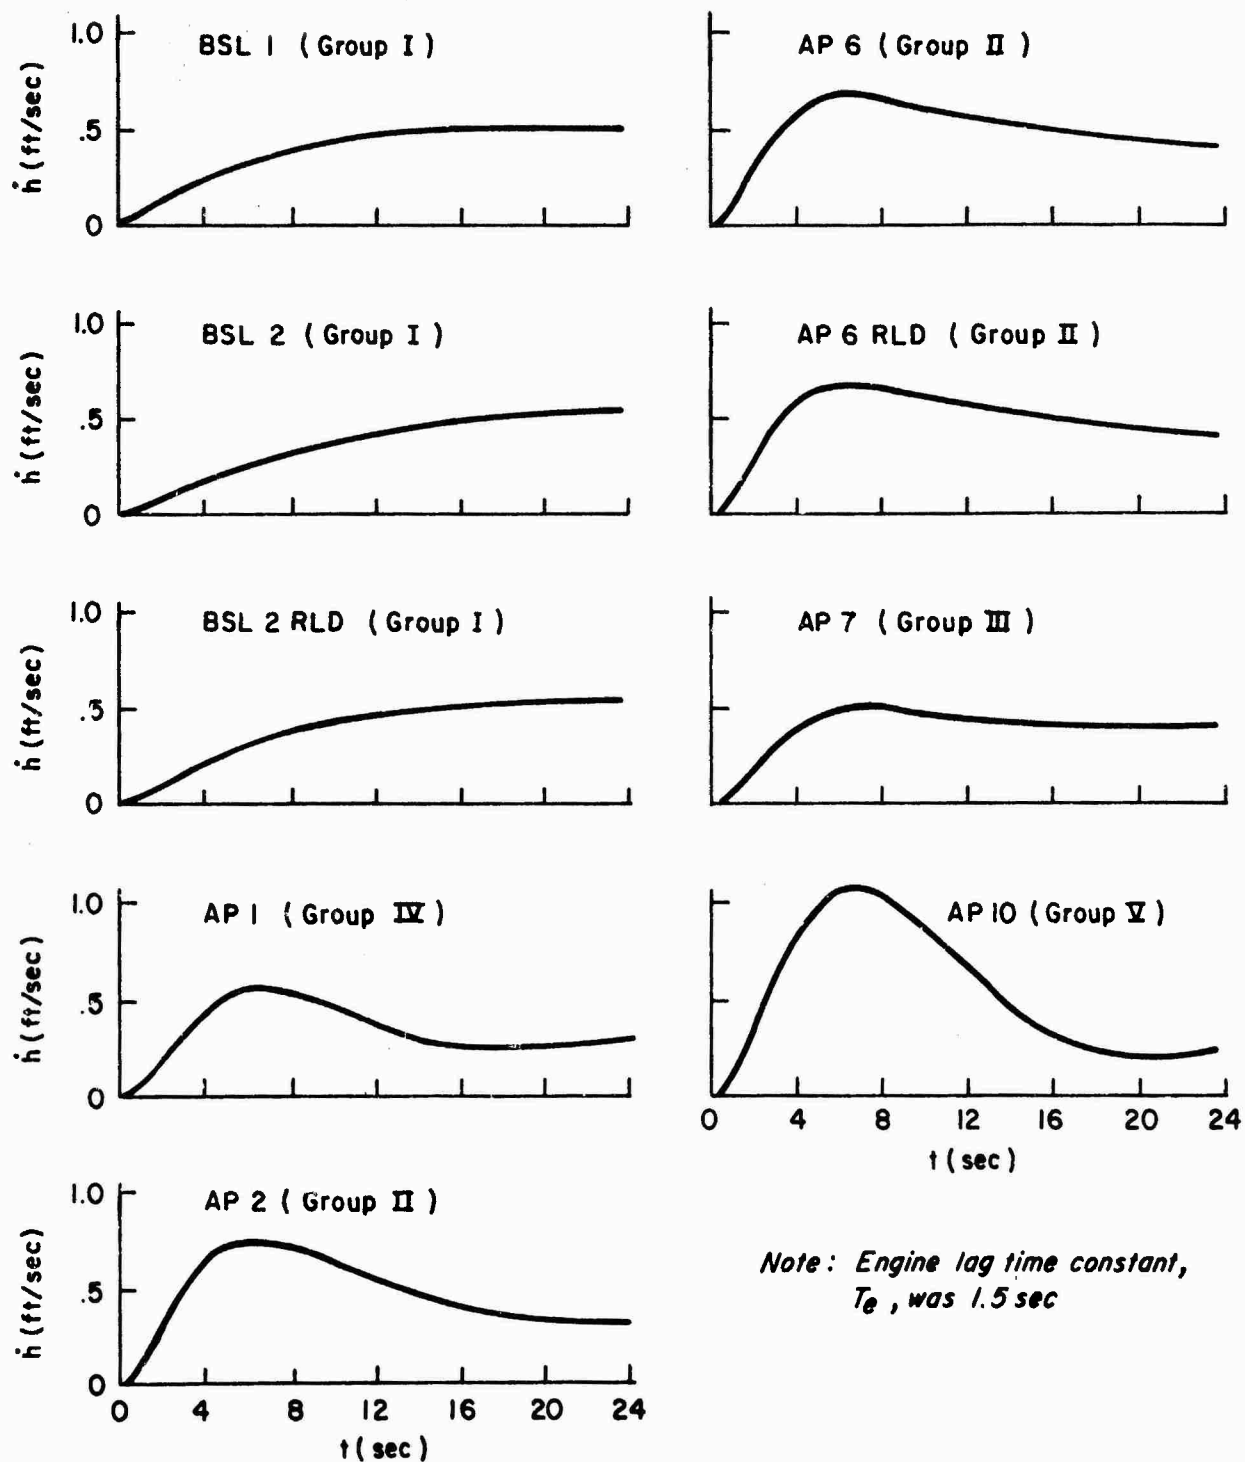 BSL 1 (Group I)
1.0
.5
0
ḣ (ft/sec)
BSL 2 (Group I)
1.0
.5
0
ḣ (ft/sec)
BSL 2 RLD (Group I)
1.0
.5
0
ḣ (ft/sec)
AP 1 (Group IV)
1.0
.5
0
ḣ (ft/sec)
AP 2 (Group II)
1.0
.5
0
ḣ (ft/sec)
0 4 8 12 16 20 24
t (sec)
AP 6 (Group II)
AP 6 RLD (Group II)
AP 7 (Group III)
AP 10 (Group V)
0 4 8 12 16 20 24
t (sec)
Note: Engine lag time constant,
Te, was 1.5 sec